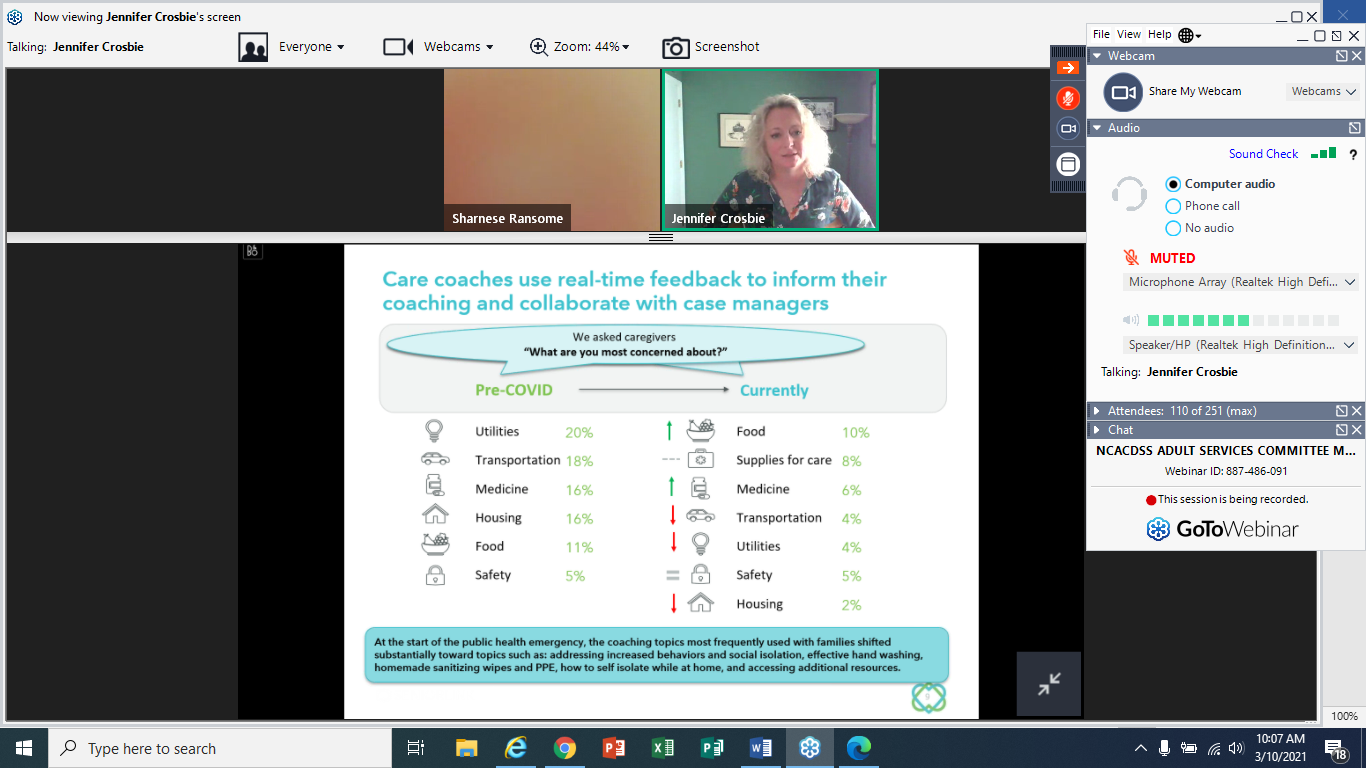 Now viewing Jennifer Crosbie's screen
Talking: Jennifer Crosbie
Everyone
Webcams
Zoom: 44%
Screenshot
Sharnese Ransome
Jennifer Crosbie
Care coaches use real-time feedback to inform their
coaching and collaborate with case managers
We asked caregivers
“What are you most concerned about?”
Pre-COVID
Currently
Utilities 20%
Transportation 18%
Medicine 16%
Housing 16%
Food 11%
Safety 5%
Food 10%
Supplies for care 8%
Medicine 6%
Transportation 4%
Utilities 4%
Safety 5%
Housing 2%
At the start of the public health emergency, the coaching topics most frequently used with families shifted
substantially toward topics such as: addressing increased behaviors and social isolation, effective hand washing,
homemade sanitizing wipes and PPE, how to self isolate while at home, and accessing additional resources.
9
File View Help
Webcam
Share My Webcam
Webcams
Audio
Sound Check
?
Computer audio
Phone call
No audio
MUTED
Microphone Array (Realtek High Defi...
Speaker/HP (Realtek High Definition...
Talking: Jennifer Crosbie
Attendees: 110 of 251 (max)
Chat
NCACDSS ADULT SERVICES COMMITTEE M...
Webinar ID: 887-486-091
This session is being recorded.
GoToWebinar
100%
Type here to search
10:07 AM
3/10/2021
18